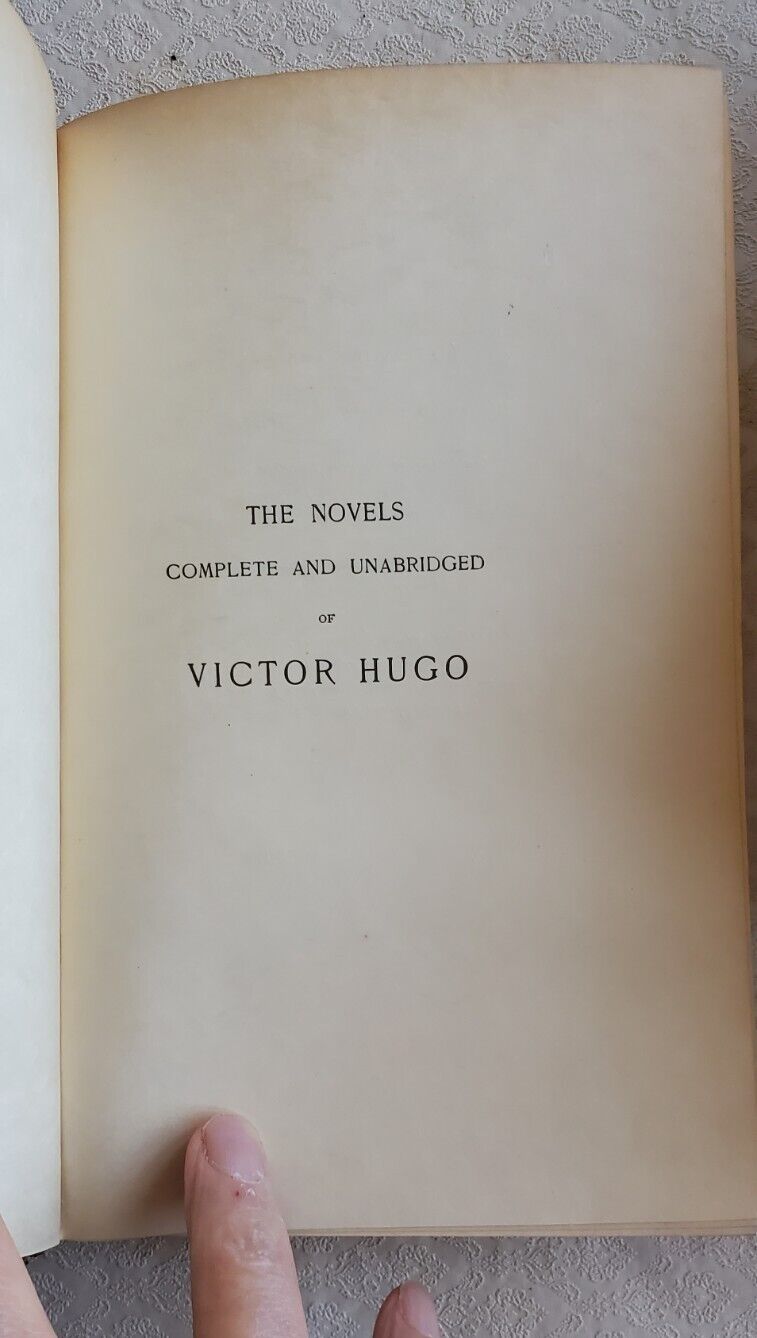 THE NOVELS
COMPLETE AND UNABRIDGED
OF
VICTOR HUGO